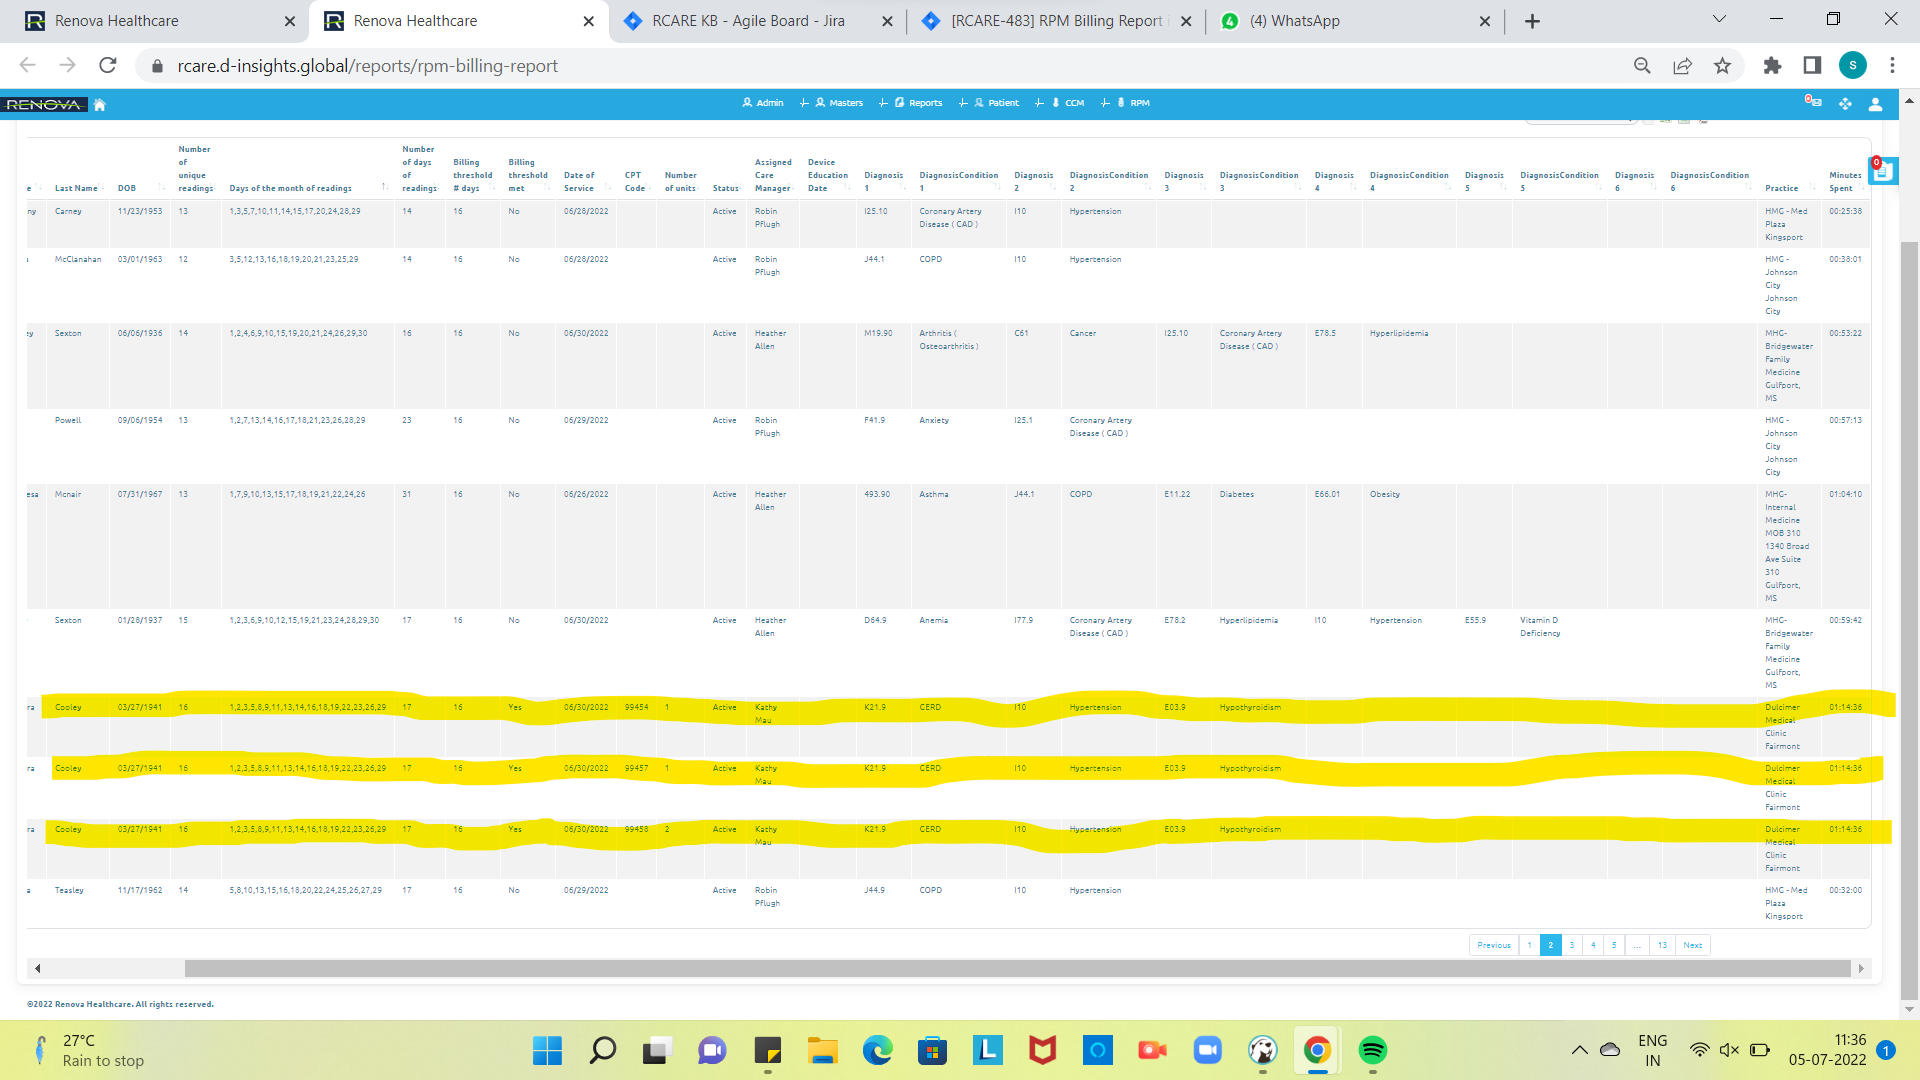 Renova Healthcare
Renova Healthcare
RCARE KB - Agile Board - Jira
[RCARE-483] RPM Billing Report
(4) WhatsApp
rcare.d-insights.global/reports/rpm-billing-report
S
RENOVA
Admin Masters Reports Patient CCM RPM
0
0
e Last Name DOB Number of unique readings Days of the month of readings Number of days of readings Billing threshold # days Billing threshold met Date of Service CPT Code Number of units Status Assigned Care Manager Device Education Date Diagnosis 1 DiagnosisCondition 1 Diagnosis 2 DiagnosisCondition 2 Diagnosis 3 DiagnosisCondition 3 Diagnosis 4 DiagnosisCondition 4 Diagnosis 5 DiagnosisCondition 5 Diagnosis 6 DiagnosisCondition 6 Practice Minutes Spent
ny Carney 11/23/1953 13 1,3,5,7,10,11,14,15,17,20,24,28,29 14 16 No 06/28/2022 Active Robin Pflugh I25.10 Coronary Artery Disease ( CAD ) I10 Hypertension HMG - Med Plaza Kingsport 00:25:38
McClanahan 03/01/1963 12 3,5,12,13,16,18,19,20,21,23,25,29 14 16 No 06/28/2022 Active Robin Pflugh J44.1 COPD I10 Hypertension HMG - Johnson City Johnson City 00:38:01
ey Sexton 06/06/1936 14 1,2,4,6,9,10,15,19,20,21,24,26,29,30 16 16 No 06/30/2022 Active Heather Allen M19.90 Arthritis ( Osteoarthritis ) C61 Cancer I25.10 Coronary Artery Disease ( CAD ) E78.5 Hyperlipidemia MHG- Bridgewater Family Medicine Gulfport, MS 00:53:22
Powell 09/06/1954 13 1,2,7,13,14,16,17,18,21,23,26,28,29 23 16 No 06/29/2022 Active Robin Pflugh F41.9 Anxiety I25.1 Coronary Artery Disease ( CAD ) HMG - Johnson City Johnson City 00:57:13
esa Mcnair 07/31/1967 13 1,7,9,10,13,15,17,18,19,21,22,24,26 31 16 No 06/26/2022 Active Heather Allen 493.90 Asthma J44.1 COPD E11.22 Diabetes E66.01 Obesity MHG- Internal Medicine MOB 310 1340 Broad Ave Suite 310 Gulfport, MS 01:04:10
Sexton 01/28/1937 15 1,2,3,6,9,10,12,15,19,21,23,24,28,29,30 17 16 No 06/30/2022 Active Heather Allen D64.9 Anemia I77.9 Coronary Artery Disease ( CAD ) E78.2 Hyperlipidemia I10 Hypertension E55.9 Vitamin D Deficiency MHG- Bridgewater Family Medicine Gulfport, MS 00:59:42
ra Cooley 03/27/1941 16 1,2,3,5,8,9,11,13,14,16,18,19,22,23,26,29 17 16 Yes 06/30/2022 99454 1 Active Kathy Mau K21.9 GERD I10 Hypertension E03.9 Hypothyroidism Dulcimer Medical Clinic Fairmont 01:14:36
ra Cooley 03/27/1941 16 1,2,3,5,8,9,11,13,14,16,18,19,22,23,26,29 17 16 Yes 06/30/2022 99457 1 Active Kathy Mau K21.9 GERD I10 Hypertension E03.9 Hypothyroidism Dulcimer Medical Clinic Fairmont 01:14:36
ra Cooley 03/27/1941 16 1,2,3,5,8,9,11,13,14,16,18,19,22,23,26,29 17 16 Yes 06/30/2022 99458 2 Active Kathy Mau K21.9 GERD I10 Hypertension E03.9 Hypothyroidism Dulcimer Medical Clinic Fairmont 01:14:36
a Teasley 11/17/1962 14 5,8,10,13,15,16,18,20,22,24,25,26,27,29 17 16 No 06/29/2022 Active Robin Pflugh J44.9 COPD I10 Hypertension HMG - Med Plaza Kingsport 00:32:00
Previous 1 2 3 4 5 ... 13 Next
©2022 Renova Healthcare. All rights reserved.
27°C
Rain to stop
ENG
IN
11:36
05-07-2022
1